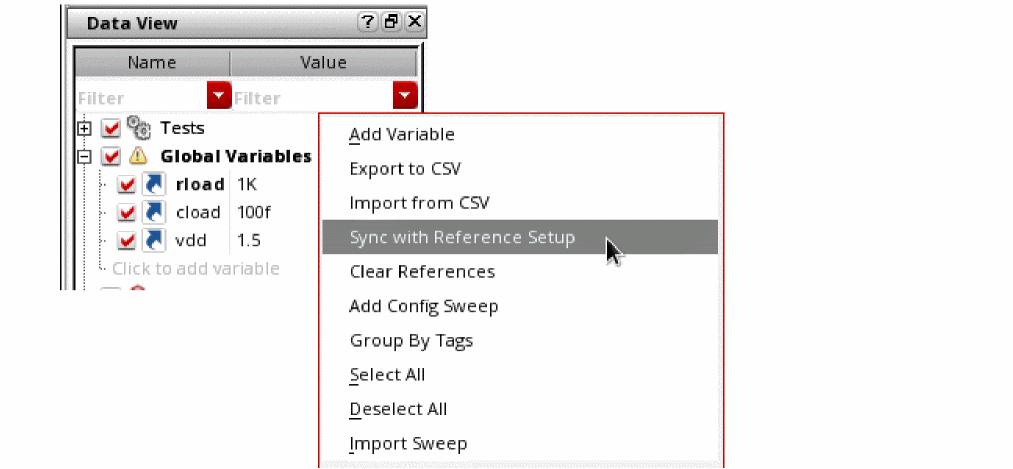 Data View
Name Value
Filter Filter
Tests
Global Variables
rload 1K
cload 100f
vdd 1.5
Click to add variable
Add Variable
Export to CSV
Import from CSV
Sync with Reference Setup
Clear References
Add Config Sweep
Group By Tags
Select All
Deselect All
Import Sweep